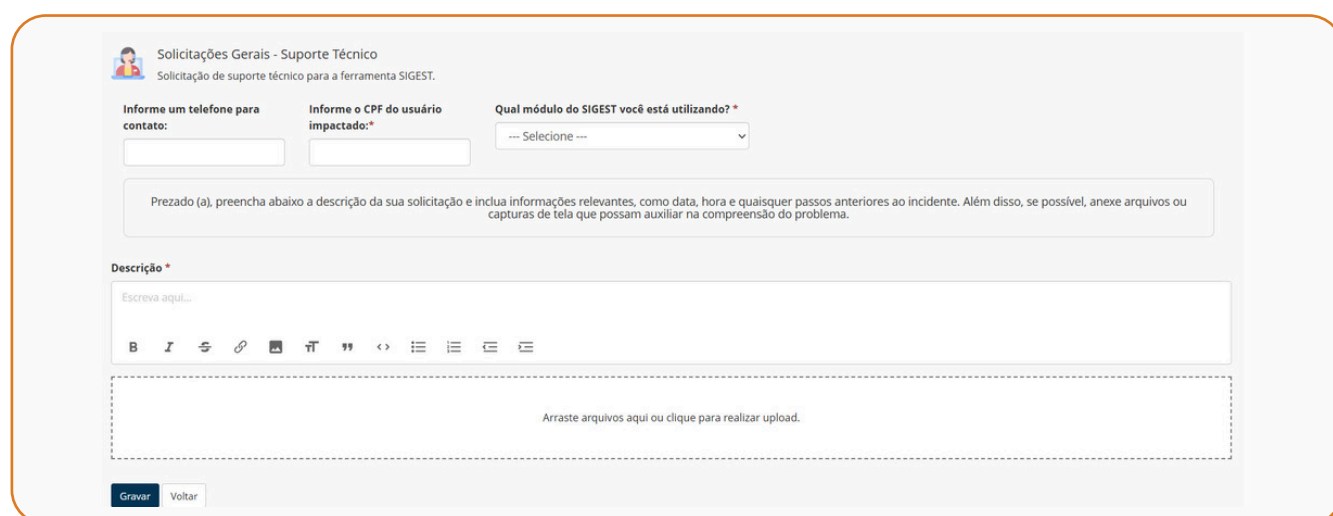 Solicitações Gerais - Suporte Técnico
Solicitação de suporte técnico para a ferramenta SIGEST.
Informe um telefone para contato:
Informe o CPF do usuário impactado:*
Qual módulo do SIGEST você está utilizando? *
--- Selecione ---
Prezado (a), preencha abaixo a descrição da sua solicitação e inclua informações relevantes, como data, hora e quaisquer passos anteriores ao incidente. Além disso, se possível, anexe arquivos ou
capturas de tela que possam auxiliar na compreensão do problema.
Descrição *
Escreva aqui...
Arraste arquivos aqui ou clique para realizar upload.
Gravar
Voltar